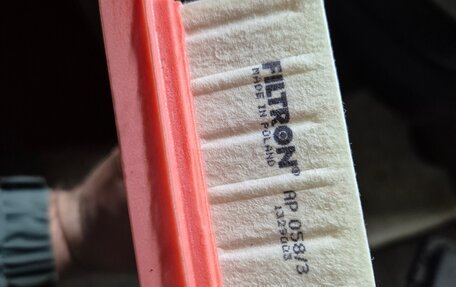 FILTRON® AP 058/3
MADE IN POLAND